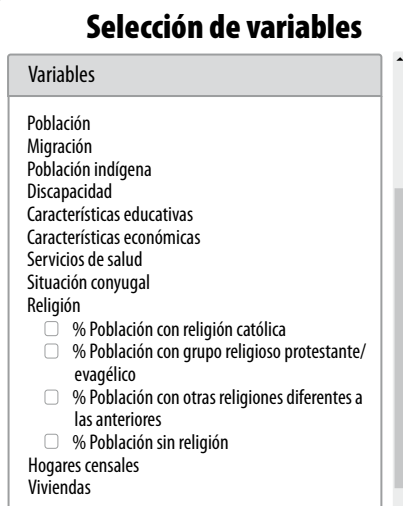 Selección de variables
Variables
Población
Migración
Población indígena
Discapacidad
Características educativas
Características económicas
Servicios de salud
Situación conyugal
Religión
% Población con religión católica
% Población con grupo religioso protestante/
evagélico
% Población con otras religiones diferentes a
las anteriores
% Población sin religión
Hogares censales
Viviendas